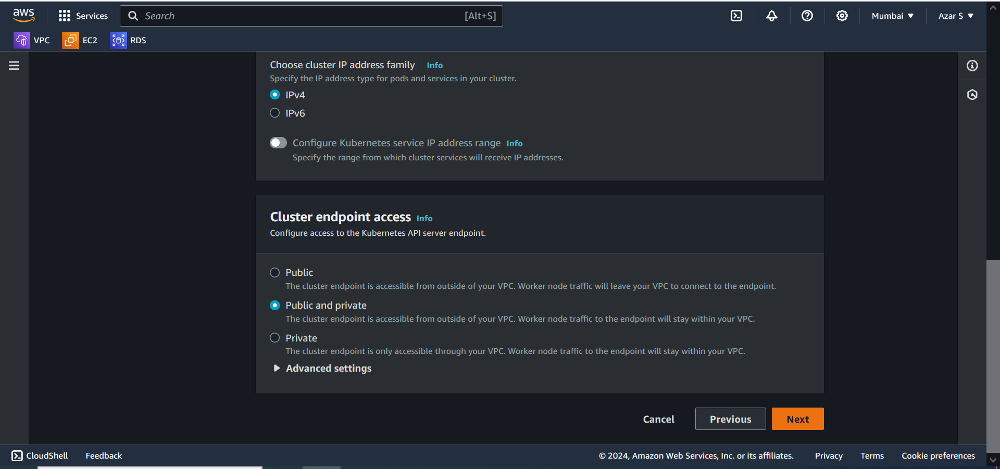 aws
Services
Search
[Alt+S]
Mumbai
Azar S
VPC
EC2
RDS
Choose cluster IP address family
Info
Specify the IP address type for pods and services in your cluster.
IPv4
IPv6
Configure Kubernetes service IP address range
Info
Specify the range from which cluster services will receive IP addresses.
Cluster endpoint access
Info
Configure access to the Kubernetes API server endpoint.
Public
The cluster endpoint is accessible from outside of your VPC. Worker node traffic will leave your VPC to connect to the endpoint.
Public and private
The cluster endpoint is accessible from outside of your VPC. Worker node traffic to the endpoint will stay within your VPC.
Private
The cluster endpoint is only accessible through your VPC. Worker node traffic to the endpoint will stay within your VPC.
Advanced settings
Cancel
Previous
Next
CloudShell
Feedback
© 2024, Amazon Web Services, Inc. or its affiliates.
Privacy
Terms
Cookie preferences